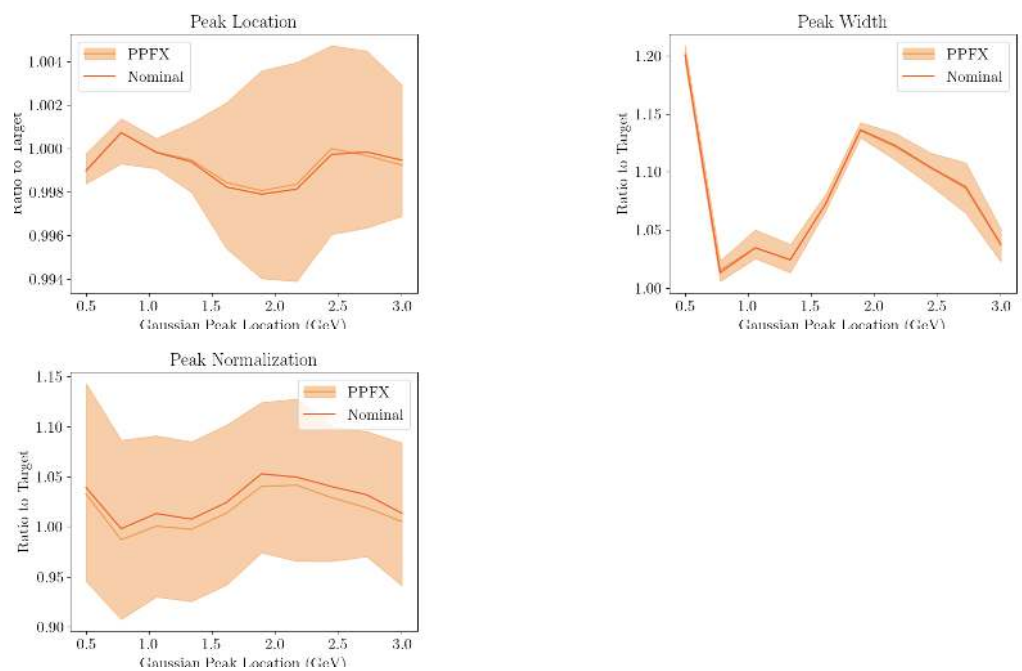 Peak Location
PPFX
Nominal
1.004
1.002
1.000
0.998
0.996
0.994
Ratio to Target
0.5 1.0 1.5 2.0 2.5 3.0
Gaussian Peak Location (GeV)
Peak Width
PPFX
Nominal
1.20
1.15
1.10
1.05
1.00
Ratio to Target
0.5 1.0 1.5 2.0 2.5 3.0
Gaussian Peak Location (GeV)
Peak Normalization
PPFX
Nominal
1.15
1.10
1.05
1.00
0.95
0.90
Ratio to Target
0.5 1.0 1.5 2.0 2.5 3.0
Gaussian Peak Location (GeV)